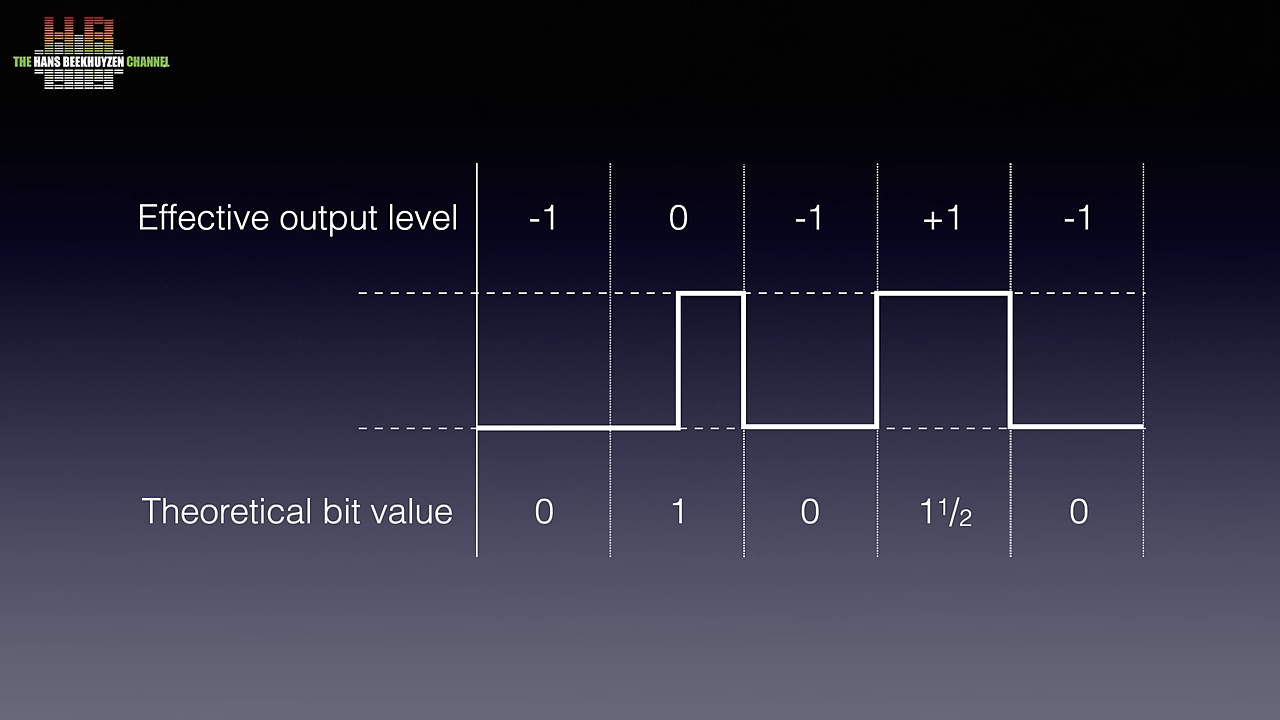 THE HANS BEEKHUYZEN CHANNEL
Effective output level -1 0 -1 +1 -1
Theoretical bit value 0 1 0 1½ 0